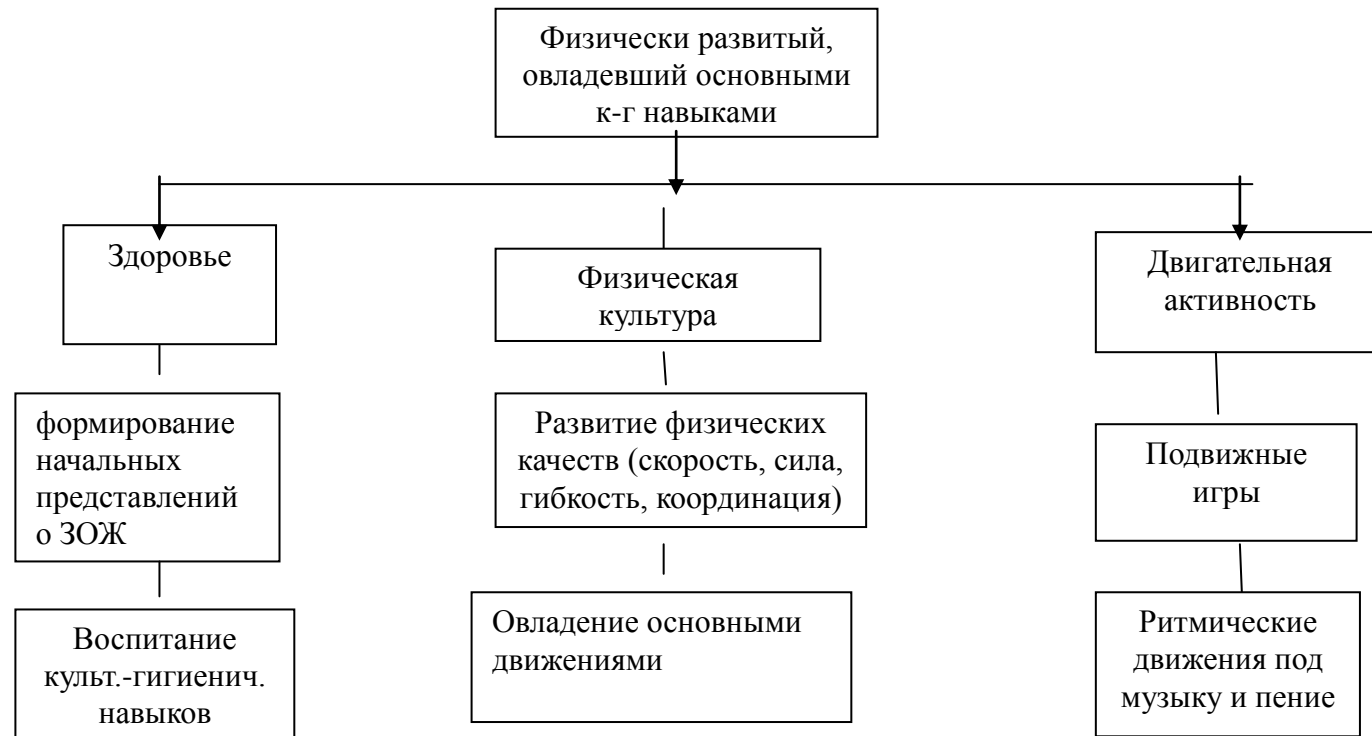 Физически развитый,
овладевший основными
к-г навыками
Здоровье
Физическая
культура
Двигательная
активность
формирование
начальных
представлений
о ЗОЖ
Развитие физических
качеств (скорость, сила,
гибкость, координация)
Подвижные
игры
Воспитание
культ.-гигиенич.
навыков
Овладение основными
движениями
Ритмические
движения под
музыку и пение